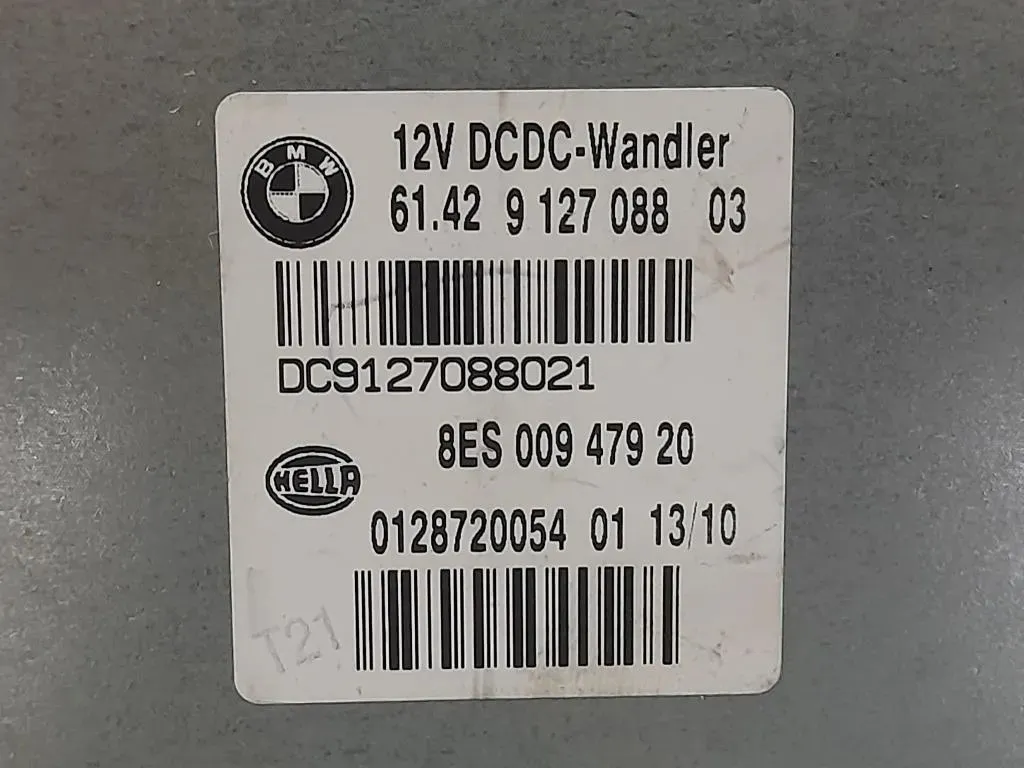 BMW
12V DCDC-Wandler
61.42 9 127 088 03
DC9127088021
8ES 009 479 20
HELLA
0128720054 01 13/10
T21